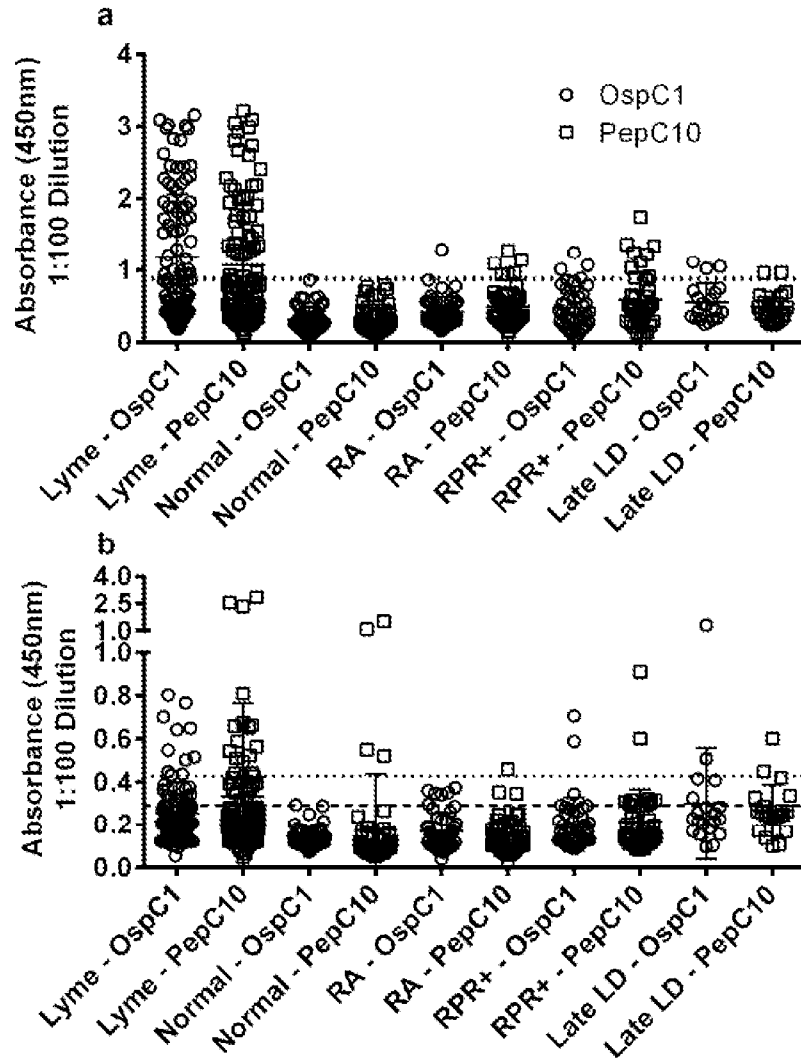 a
Absorbance (450nm)
1:100 Dilution
4
3
2
1
0
OspC1
PepC10
Lyme - OspC1
Lyme - PepC10
Normal - OspC1
Normal - PepC10
RA - OspC1
RA - PepC10
RPR+ - OspC1
RPR+ - PepC10
Late LD - OspC1
Late LD - PepC10
b
Absorbance (450nm)
1:100 Dilution
4.0
2.5
1.0
1.0
0.8
0.6
0.4
0.2
0.0
Lyme - OspC1
Lyme - PepC10
Normal - OspC1
Normal - PepC10
RA - OspC1
RA - PepC10
RPR+ - OspC1
RPR+ - PepC10
Late LD - OspC1
Late LD - PepC10